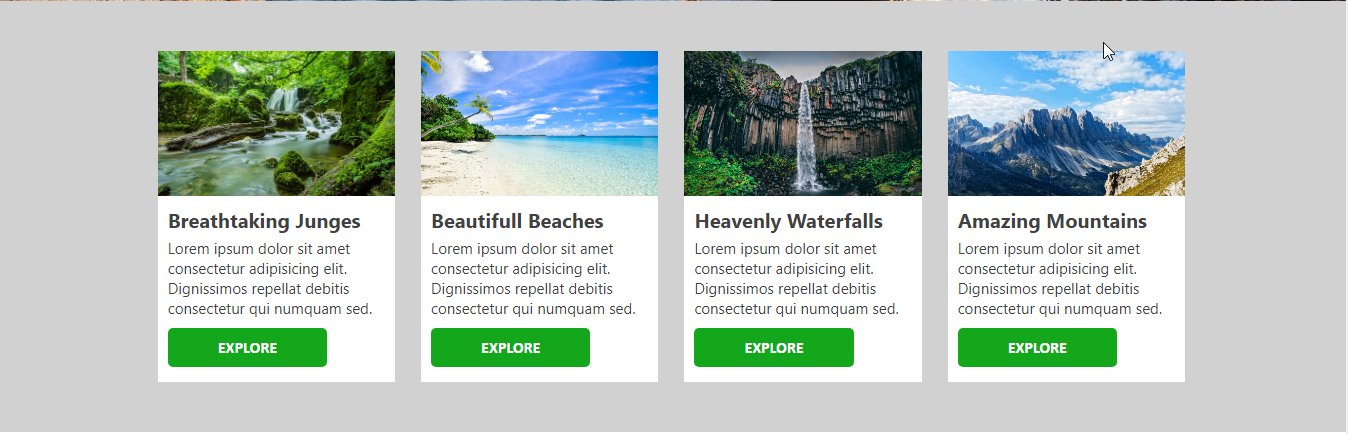 Breathtaking Junges
Lorem ipsum dolor sit amet
consectetur adipisicing elit.
Dignissimos repellat debitis
consectetur qui numquam sed.
EXPLORE
Beautifull Beaches
Lorem ipsum dolor sit amet
consectetur adipisicing elit.
Dignissimos repellat debitis
consectetur qui numquam sed.
EXPLORE
Heavenly Waterfalls
Lorem ipsum dolor sit amet
consectetur adipisicing elit.
Dignissimos repellat debitis
consectetur qui numquam sed.
EXPLORE
Amazing Mountains
Lorem ipsum dolor sit amet
consectetur adipisicing elit.
Dignissimos repellat debitis
consectetur qui numquam sed.
EXPLORE